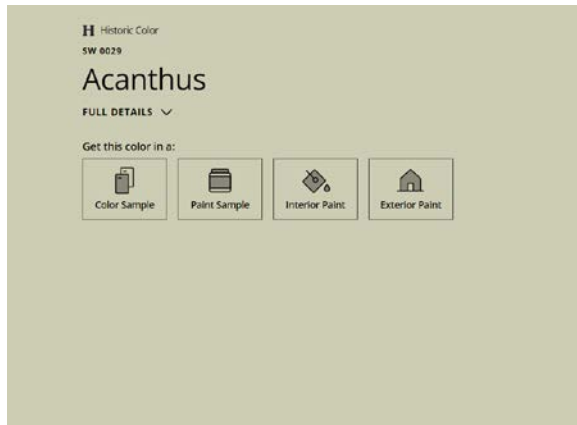 H Historic Color
SW 0029
Acanthus
FULL DETAILS
Get this color in a:
Color Sample Paint Sample Interior Paint Exterior Paint